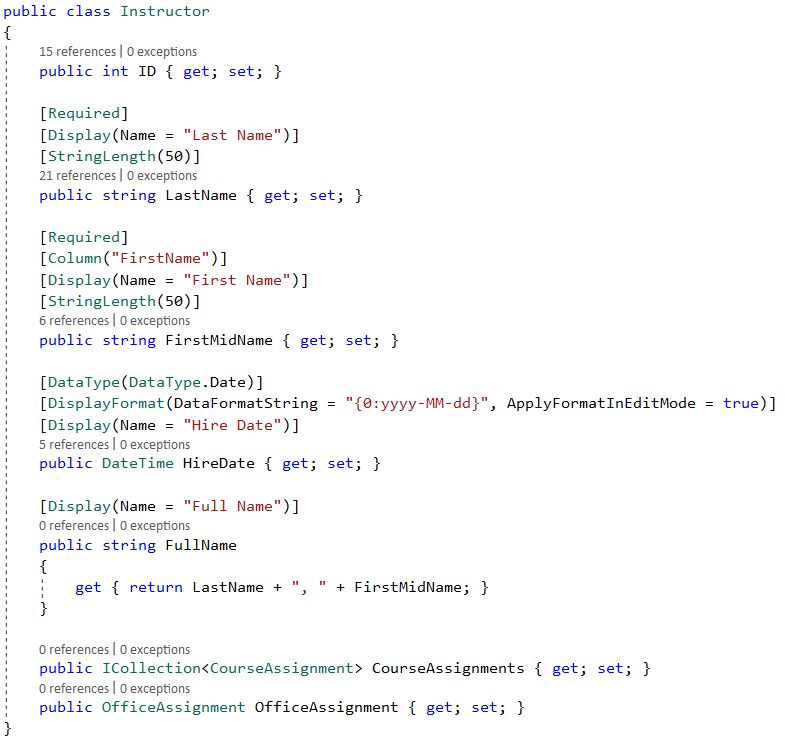 public class Instructor
{
15 references | 0 exceptions
public int ID { get; set; }
[Required]
[Display(Name = "Last Name")]
[StringLength(50)]
21 references | 0 exceptions
public string LastName { get; set; }
[Required]
[Column("FirstName")]
[Display(Name = "First Name")]
[StringLength(50)]
6 references | 0 exceptions
public string FirstMidName { get; set; }
[DataType(DataType.Date)]
[DisplayFormat(DataFormatString = "{0:yyyy-MM-dd}", ApplyFormatInEditMode = true)]
[Display(Name = "Hire Date")]
5 references | 0 exceptions
public DateTime HireDate { get; set; }
[Display(Name = "Full Name")]
0 references | 0 exceptions
public string FullName
{
get { return LastName + ", " + FirstMidName; }
}
0 references | 0 exceptions
public ICollection<CourseAssignment> CourseAssignments { get; set; }
0 references | 0 exceptions
public OfficeAssignment OfficeAssignment { get; set; }
}